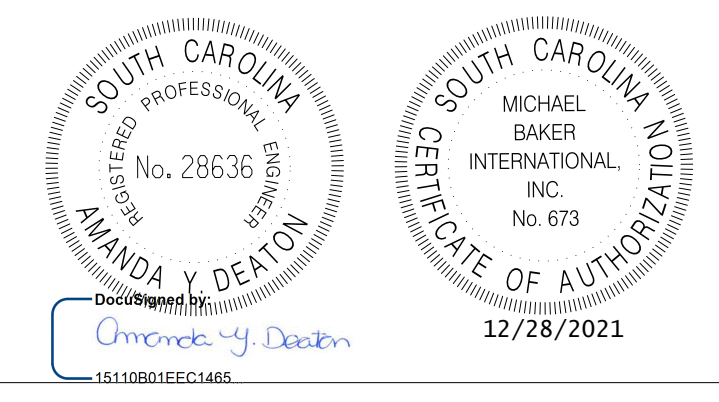 SOUTH CAROLINA
REGISTERED PROFESSIONAL ENGINEER
No. 28636
AMANDA Y. DEATON
DocuSigned by:
Amanda Y. Deaton
15110B01EEC1465...
SOUTH CAROLINA
MICHAEL
BAKER
INTERNATIONAL,
INC.
No. 673
CERTIFICATE OF AUTHORIZATION
12/28/2021